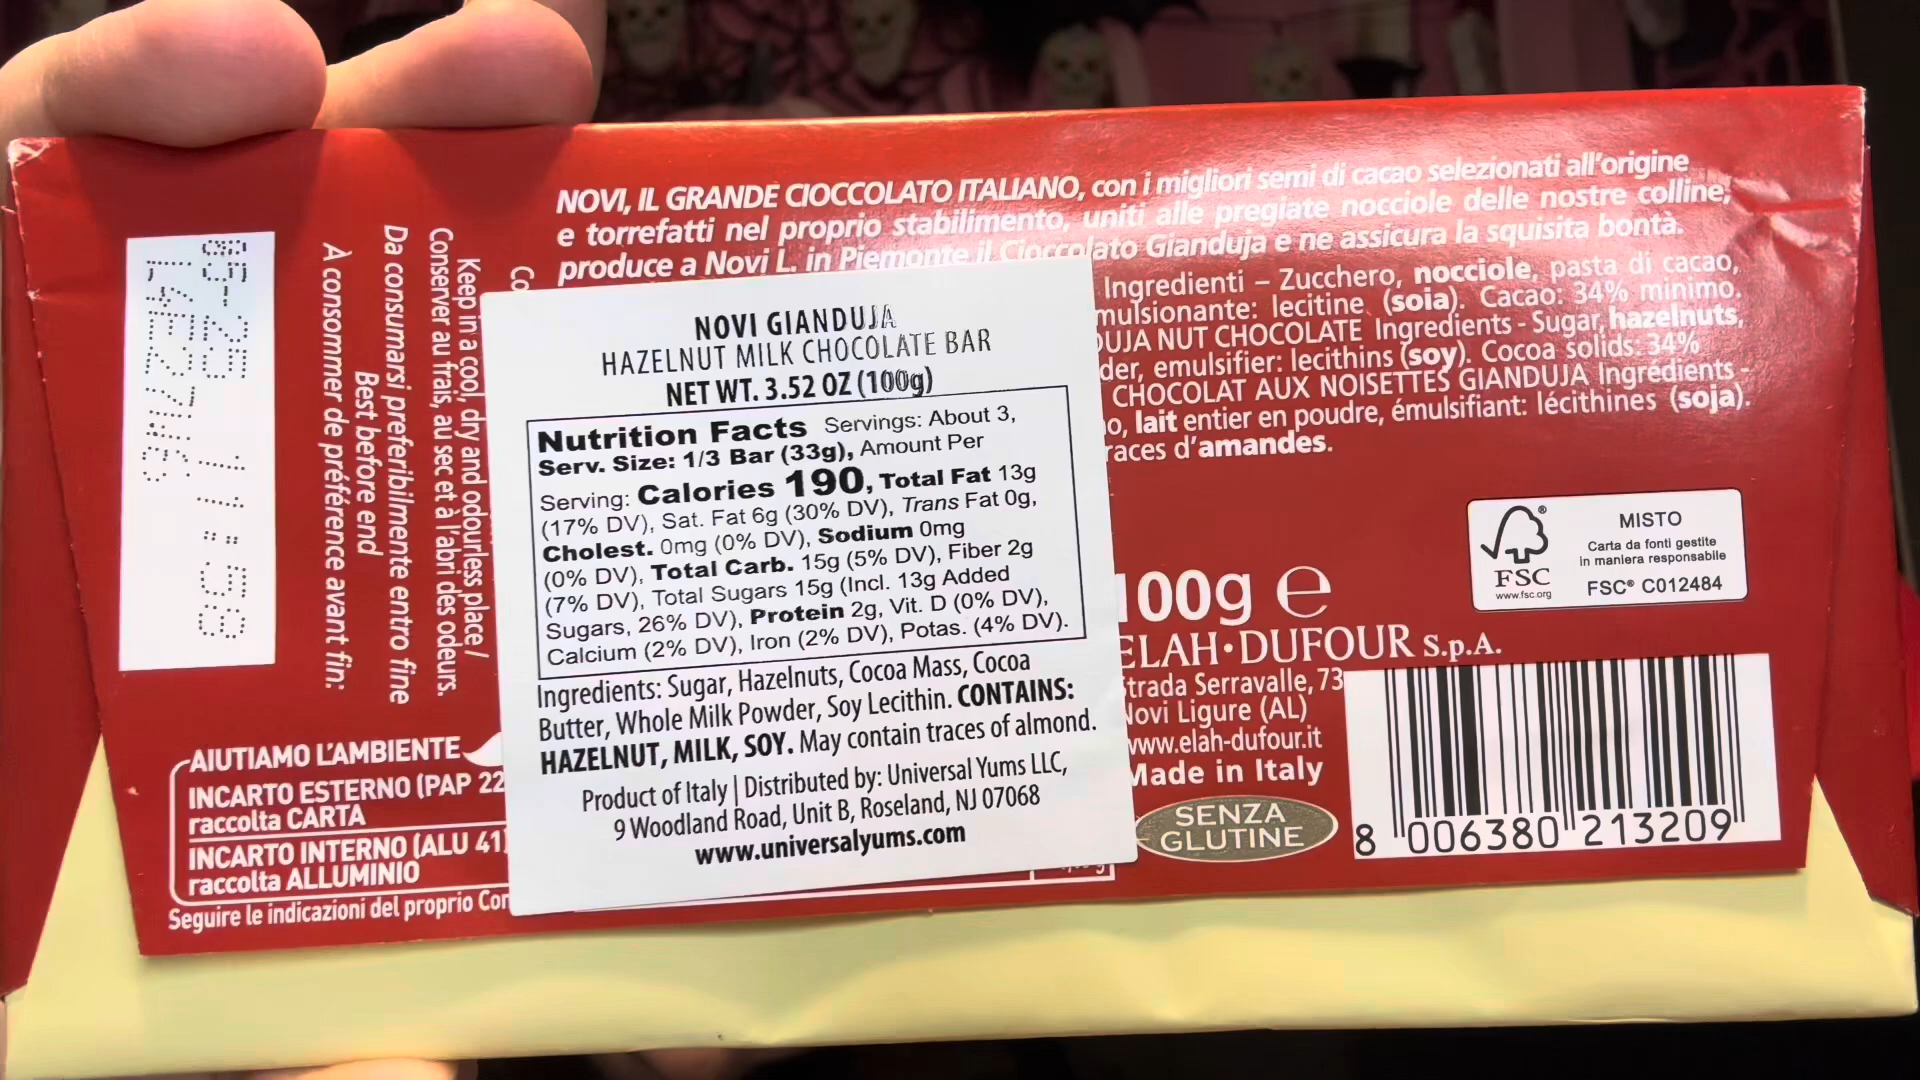 NOVI, IL GRANDE CIOCCOLATO ITALIANO, con i migliori semi di cacao selezionati all'origine
e torrefatti nel proprio stabilimento, uniti alle pregiate nocciole delle nostre colline,
produce a Novi L. in Piemonte il Cioccolato Gianduja e ne assicura la squisita bontà.
Ingredienti – Zucchero, nocciole, pasta di cacao,
mulsionante: lecitine (soia). Cacao: 34% minimo.
UJA NUT CHOCOLATE Ingredients - Sugar, hazelnuts,
der, emulsifier: lecithins (soy). Cocoa solids: 34%
CHOCOLAT AUX NOISETTES GIANDUJA Ingrédients -
o, lait entier en poudre, émulsifiant: lécithines (soja).
races d'amandes.
NOVI GIANDUJA
HAZELNUT MILK CHOCOLATE BAR
NET WT. 3.52 OZ (100g)
Nutrition Facts Servings: About 3,
Serv. Size: 1/3 Bar (33g), Amount Per
Serving: Calories 190, Total Fat 13g
(17% DV), Sat. Fat 6g (30% DV), Trans Fat 0g,
Cholest. 0mg (0% DV), Sodium 0mg
(0% DV), Total Carb. 15g (5% DV), Fiber 2g
(7% DV), Total Sugars 15g (Incl. 13g Added
Sugars, 26% DV), Protein 2g, Vit. D (0% DV),
Calcium (2% DV), Iron (2% DV), Potas. (4% DV).
Ingredients: Sugar, Hazelnuts, Cocoa Mass, Cocoa
Butter, Whole Milk Powder, Soy Lecithin. CONTAINS:
HAZELNUT, MILK, SOY. May contain traces of almond.
Product of Italy | Distributed by: Universal Yums LLC,
9 Woodland Road, Unit B, Roseland, NJ 07068
www.universalyums.com
Co
Keep in a cool, dry and odourless place /
Conserver au frais, au sec et à l'abri des odeurs.
Da consumarsi preferibilmente entro fine
Best before end
À consommer de préférence avant fin:
AIUTIAMO L'AMBIENTE
INCARTO ESTERNO (PAP 22
raccolta CARTA
INCARTO INTERNO (ALU 41)
raccolta ALLUMINIO
Seguire le indicazioni del proprio Com
100g e
ELAH•DUFOUR S.p.A.
Strada Serravalle, 73
Novi Ligure (AL)
www.elah-dufour.it
Made in Italy
SENZA
GLUTINE
FSC
www.fsc.org
MISTO
Carta da fonti gestite
in maniera responsabile
FSC® C012484
8 006380 213209